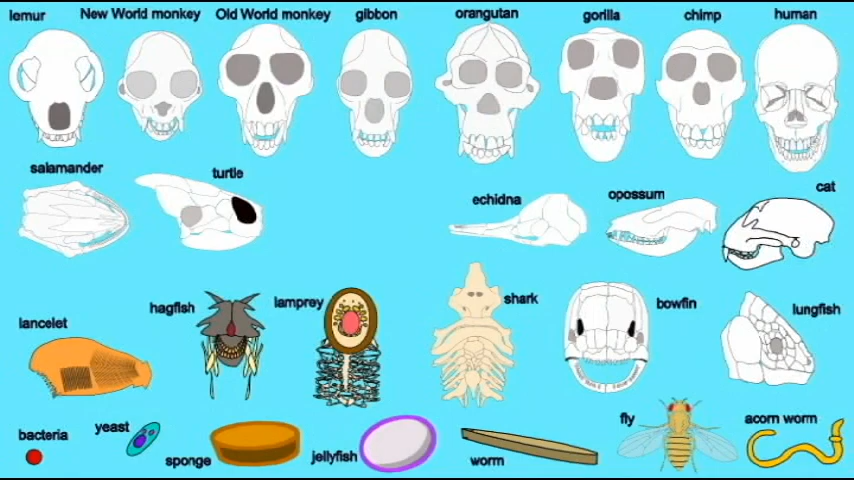 lemur
New World monkey
Old World monkey
gibbon
orangutan
gorilla
chimp
human
salamander
turtle
echidna
opossum
cat
lancelet
hagfish
lamprey
shark
bowfin
lungfish
bacteria
yeast
sponge
jellyfish
worm
fly
acorn worm